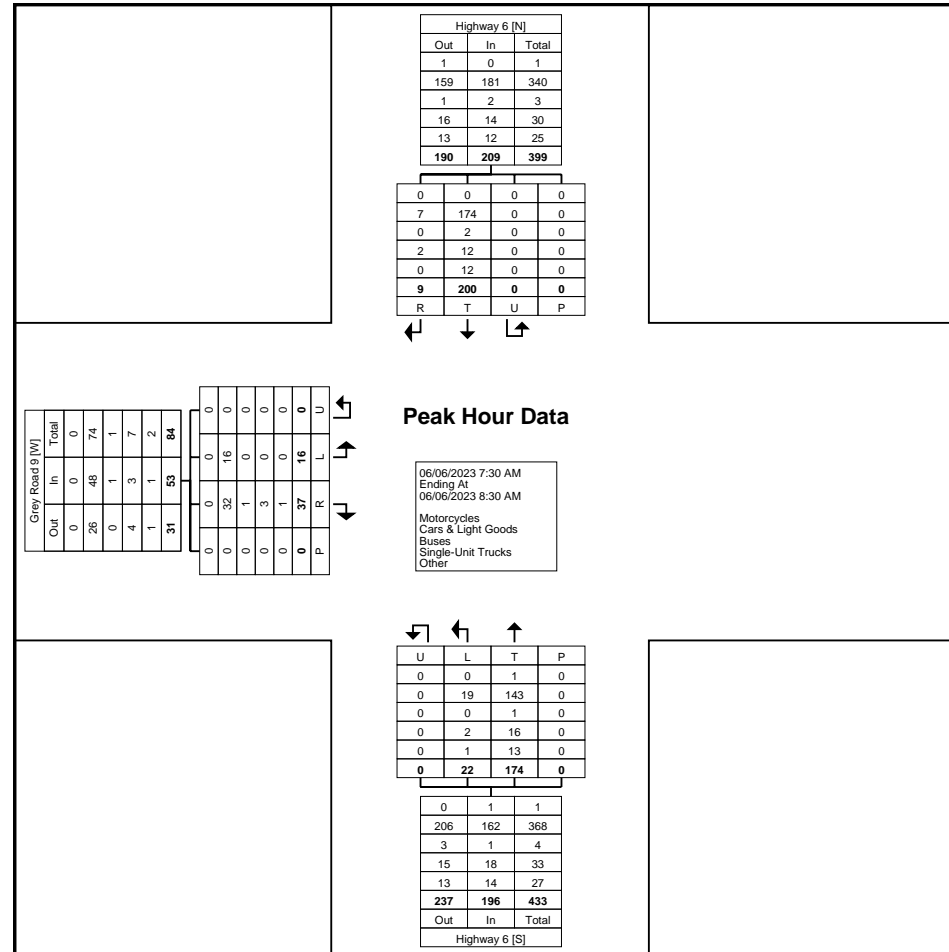 Highway 6 [N]
Out In Total
1 0 1
159 181 340
1 2 3
16 14 30
13 12 25
190 209 399
0 0 0 0
7 174 0 0
0 2 0 0
2 12 0 0
0 12 0 0
9 200 0 0
R T U P
Grey Road 9 [W]
Out In Total
0 0 0
26 48 74
0 1 1
4 3 7
1 1 2
31 53 84
0 0 0 0
0 32 16 0
0 1 0 0
0 3 0 0
0 1 0 0
0 37 16 0
P R L U
Peak Hour Data
06/06/2023 7:30 AM
Ending At
06/06/2023 8:30 AM
Motorcycles
Cars & Light Goods
Buses
Single-Unit Trucks
Other
U L T P
0 0 1 0
0 19 143 0
0 0 1 0
0 2 16 0
0 1 13 0
0 22 174 0
0 1 1
206 162 368
3 1 4
15 18 33
13 14 27
237 196 433
Out In Total
Highway 6 [S]